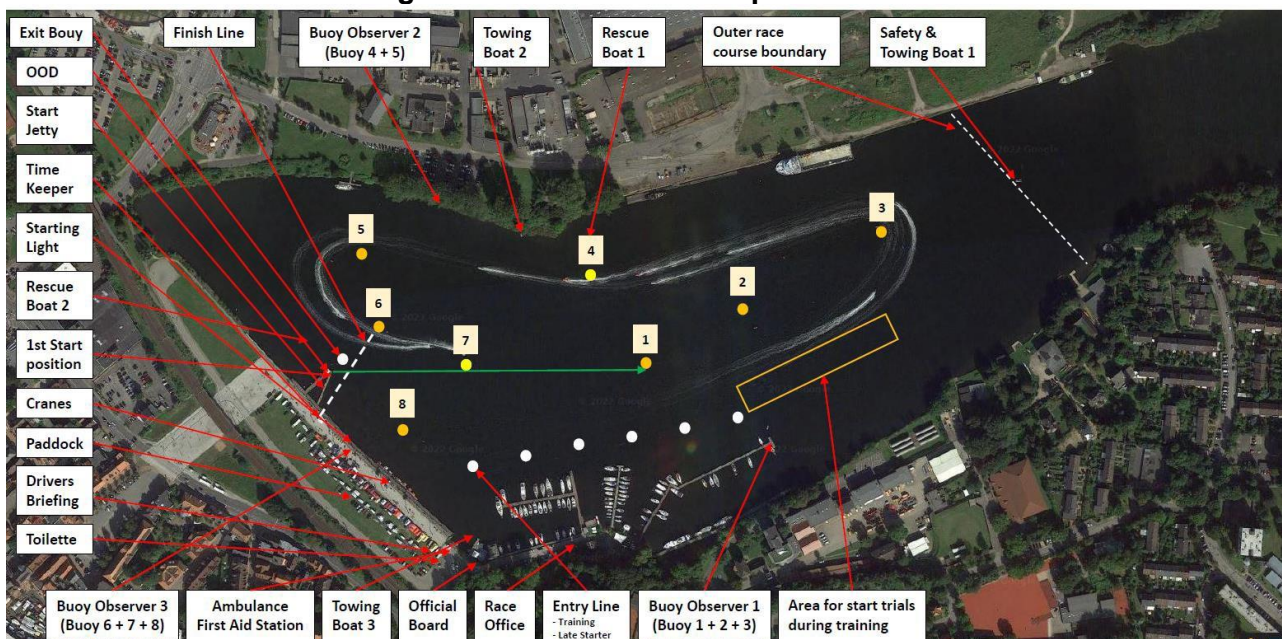 Exit Bouy
OOD
Start
Jetty
Time
Keeper
Starting
Light
Rescue
Boat 2
1st Start
position
Cranes
Paddock
Drivers
Briefing
Toilette
Finish Line
Buoy Observer 2
(Buoy 4 + 5)
Towing
Boat 2
Rescue
Boat 1
Outer race
course boundary
Safety &
Towing Boat 1
5
4
3
2
6
7
1
8
Buoy Observer 3
(Buoy 6 + 7 + 8)
Ambulance
First Aid Station
Towing
Boat 3
Official
Board
Race
Office
Entry Line
- Training
- Late Starter
Buoy Observer 1
(Buoy 1 + 2 + 3)
Area for start trials
during training